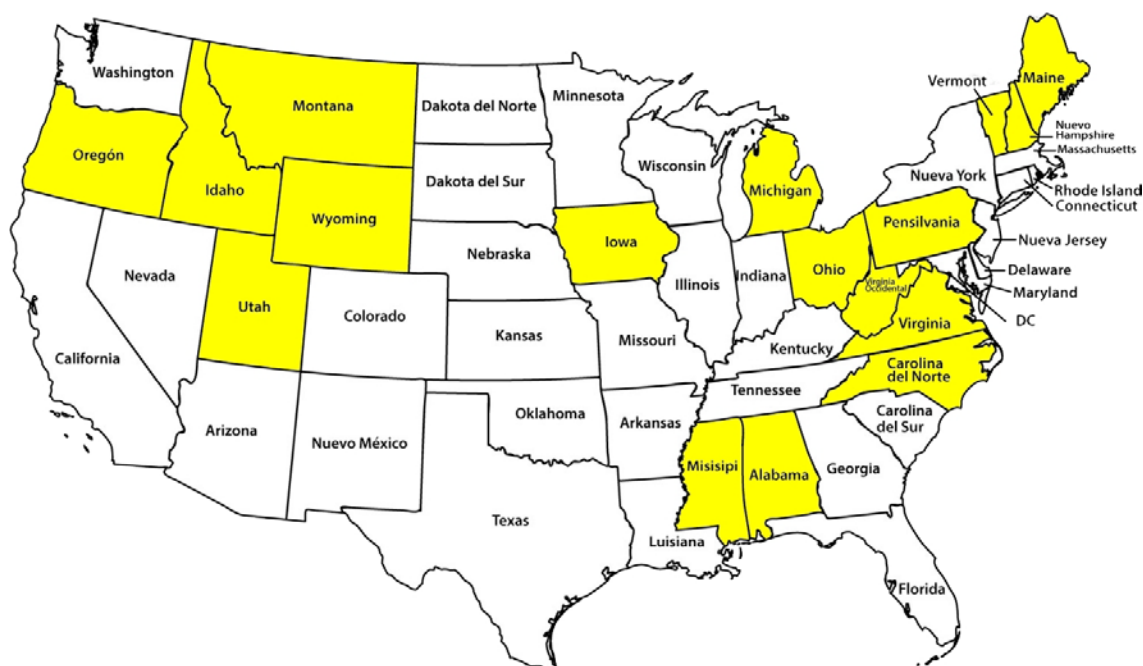 Washington
Montana
Dakota del Norte
Minnesota
Vermont
Maine
Nuevo
Hampshire
Massachusetts
Oregón
Idaho
Wyoming
Dakota del Sur
Wisconsin
Michigan
Nueva York
Rhode Island
Connecticut
Pensilvania
Nueva Jersey
Nevada
Utah
Colorado
Nebraska
Iowa
Illinois
Indiana
Ohio
Virginia
Occidental
Delaware
Maryland
DC
California
Kansas
Missouri
Kentucky
Virginia
Carolina
del Norte
Tennessee
Arizona
Nuevo México
Oklahoma
Arkansas
Carolina
del Sur
Misisipi
Alabama
Georgia
Texas
Luisiana
Florida